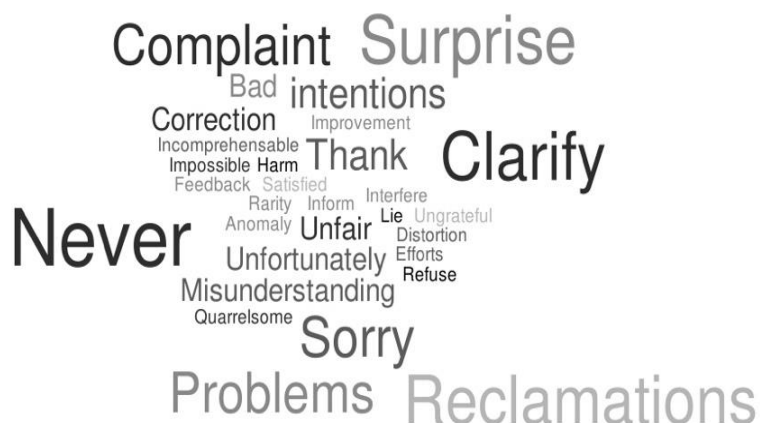 Complaint Surprise
Bad intentions
Correction Improvement
Incomprehensable Thank Clarify
Impossible Harm
Feedback Satisfied
Rarity Inform Interfere
Lie Ungrateful
Never Anomaly Unfair Distortion
Unfortunately Efforts
Refuse
Misunderstanding
Quarrelsome Sorry
Problems Reclamations